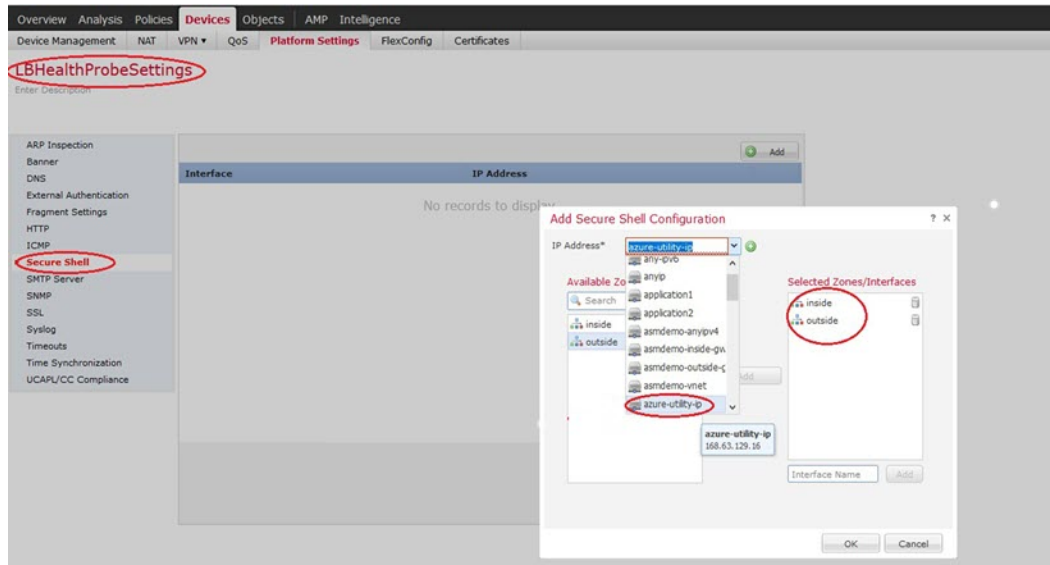 Overview Analysis Policies Devices Objects AMP Intelligence
Device Management NAT VPN ▼ QoS Platform Settings FlexConfig Certificates
LBHealthProbeSettings
Enter Description
ARP Inspection
Banner
DNS
External Authentication
Fragment Settings
HTTP
ICMP
Secure Shell
SMTP Server
SNMP
SSL
Syslog
Timeouts
Time Synchronization
UCAPL/CC Compliance
Add
Interface IP Address
No records to display
Add Secure Shell Configuration ? ×
IP Address* azure-utility-ip
any-ipv6
anyip
application1
application2
asmdemo-anyipv4
asmdemo-inside-gw
asmdemo-outside-g
asmdemo-vnet
azure-utility-ip
azure-utility-ip
168.63.129.16
Available Zo
Search
inside
outside
Add
Selected Zones/Interfaces
inside
outside
Interface Name Add
OK Cancel